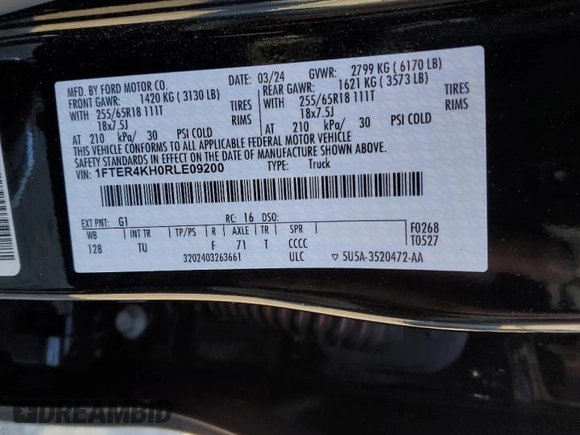 MFD. BY FORD MOTOR CO. DATE: 03/24 GVWR: 2799 KG ( 6170 LB)
FRONT GAWR: 1420 KG ( 3130 LB) REAR GAWR: 1621 KG ( 3573 LB)
WITH 255/65R18 111T TIRES WITH 255/65R18 111T TIRES
18x7.5J RIMS 18x7.5J RIMS
AT 210 kPa/ 30 PSI COLD AT 210 kPa/ 30 PSI COLD
THIS VEHICLE CONFORMS TO ALL APPLICABLE FEDERAL MOTOR VEHICLE
SAFETY STANDARDS IN EFFECT ON THE DATE OF MANUFACTURE SHOWN ABOVE.
VIN: 1FTER4KH0RLE09200 TYPE: Truck
EXT PNT: G1 RC: 16 DSO: F0268
WB INT TR TP/PS R AXLE TR SPR T0527
128 TU F 71 T CCCC
3202403263661 ULC 5U5A-3520472-AA
DREAMBID